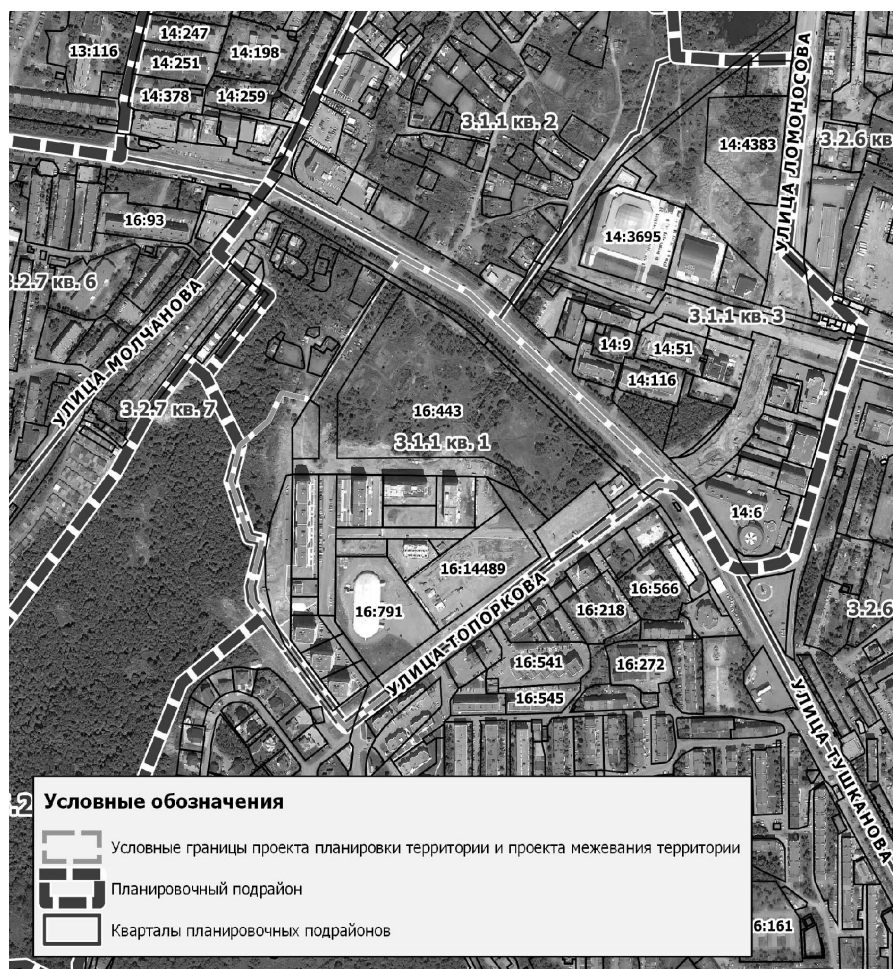 14:247
13:116
14:198
14:251
14:378
14:259
3.1.1 кв. 2
14:4383
3.2.6 кв
УЛИЦА ЛОМОНОСОВА
16:93
14:3695
3.2.7 кв. 6
УЛИЦА МОЛЧАНОВА
3.1.1 кв. 3
14:9
14:51
14:116
3.2.7 кв. 7
16:443
3.1.1 кв. 1
14:6
16:14489
16:566
16:791
16:218
3.2.6
УЛИЦА ТОПОРКОВА
16:541
16:272
16:545
УЛИЦА ТУШКАНОВА
3.2
Условные обозначения
Условные границы проекта планировки территории и проекта межевания территории
Планировочный подрайон
Кварталы планировочных подрайонов
6:161